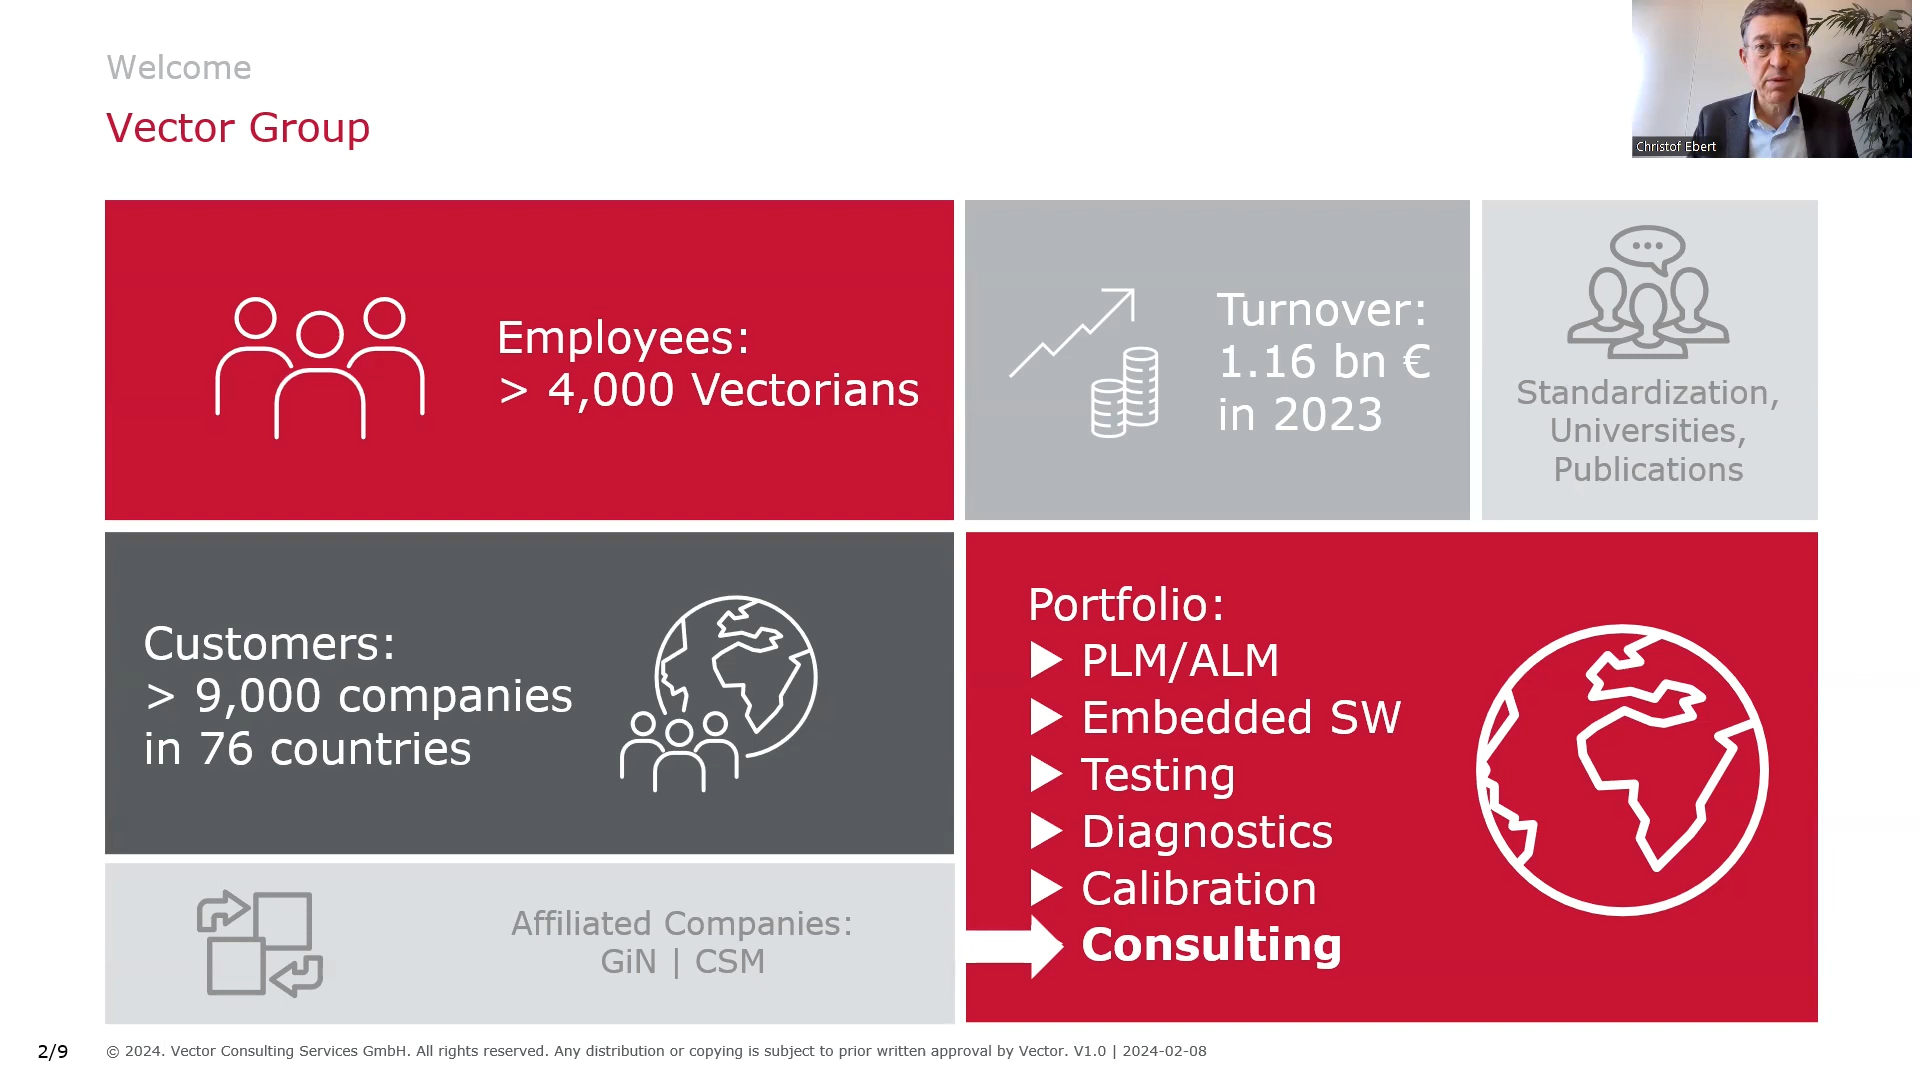 Welcome
Vector Group
Christof Ebert
Employees:
> 4,000 Vectorians
Turnover:
1.16 bn €
in 2023
Standardization,
Universities,
Publications
Customers:
> 9,000 companies
in 76 countries
Portfolio:
PLM/ALM
Embedded SW
Testing
Diagnostics
Calibration
Consulting
Affiliated Companies:
GiN | CSM
2/9
© 2024. Vector Consulting Services GmbH. All rights reserved. Any distribution or copying is subject to prior written approval by Vector. V1.0 | 2024-02-08